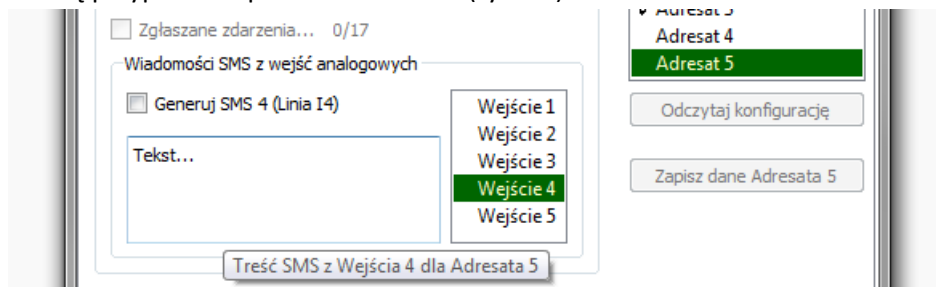 Zgłaszane zdarzenia... 0/17
Wiadomości SMS z wejść analogowych
Generuj SMS 4 (Linia I4)
Tekst...
Wejście 1
Wejście 2
Wejście 3
Wejście 4
Wejście 5
Treść SMS z Wejścia 4 dla Adresata 5
Adresat 4
Adresat 5
Odczytaj konfigurację
Zapisz dane Adresata 5